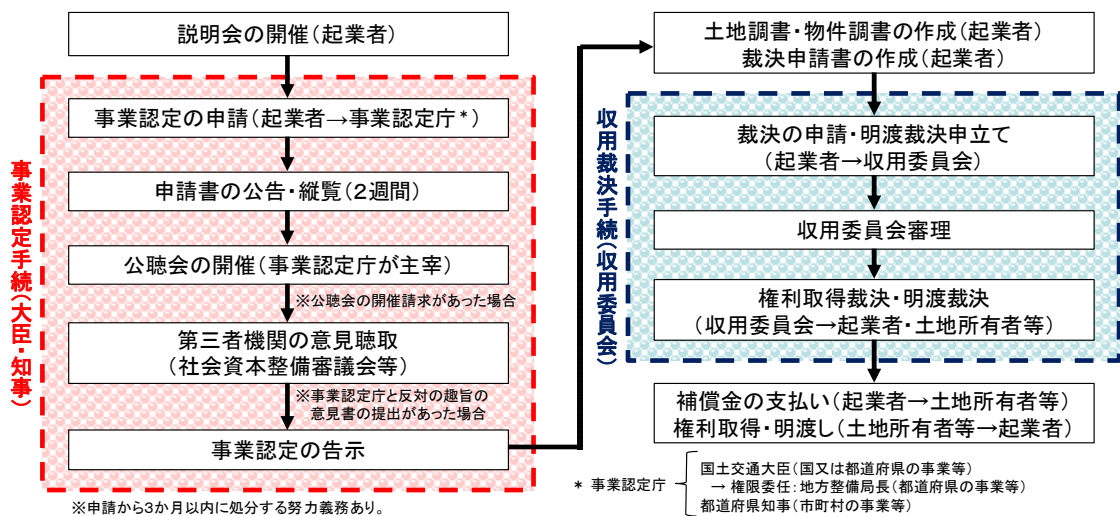 説明会の開催(起業者)
事業認定手続(大臣・知事)
事業認定の申請(起業者→事業認定庁*)
申請書の公告・縦覧(2週間)
公聴会の開催(事業認定庁が主宰)
※公聴会の開催請求があった場合
第三者機関の意見聴取
(社会資本整備審議会等)
※事業認定庁と反対の趣旨の
意見書の提出があった場合
事業認定の告示
※申請から3か月以内に処分する努力義務あり。
土地調書・物件調書の作成(起業者)
裁決申請書の作成(起業者)
収用裁決手続(収用委員会)
裁決の申請・明渡裁決申立て
(起業者→収用委員会)
収用委員会審理
権利取得裁決・明渡裁決
(収用委員会→起業者・土地所有者等)
補償金の支払い(起業者→土地所有者等)
権利取得・明渡し(土地所有者等→起業者)
* 事業認定庁
国土交通大臣(国又は都道府県の事業等)
→ 権限委任:地方整備局長(都道府県の事業等)
都道府県知事(市町村の事業等)